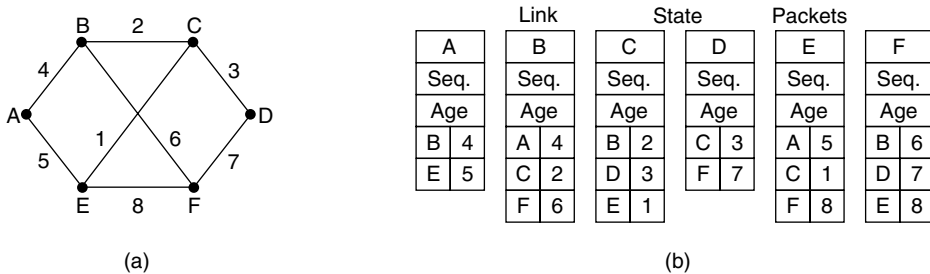 Link State Packets
B 2 C
4 3
A D
5 1 6 7
E 8 F
(a)
A B C D E F
Seq. Seq. Seq. Seq. Seq. Seq.
Age Age Age Age Age Age
B 4 A 4 B 2 C 3 A 5 B 6
E 5 C 2 D 3 F 7 C 1 D 7
F 6 E 1 F 8 E 8
(b)